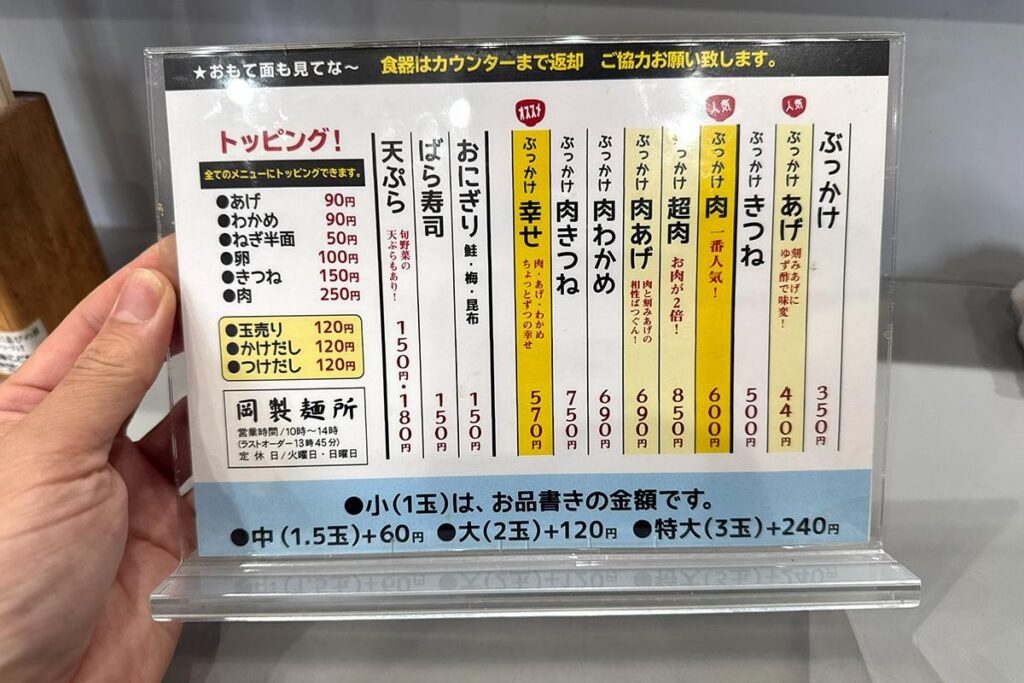 ★おもて面も見てな～ 食器はカウンターまで返却 ご協力お願い致します。
ぶっかけ 350円
人気
ぶっかけ あげ 刻みあげに ゆず酢で味変! 440円
ぶっかけ きつね 500円
人気
ぶっかけ 肉 一番人気! 600円
ぶっかけ 超肉 お肉が2倍! 850円
ぶっかけ 肉あげ 肉と刻みあげの 相性ばつぐん! 690円
ぶっかけ 肉わかめ 690円
ぶっかけ 肉きつね 750円
オススメ
ぶっかけ 幸せ 肉・あげ・わかめ ちょっとずつの幸せ 570円
おにぎり 鮭・梅・昆布 150円
ばら寿司 150円
天ぷら 旬野菜の 天ぷらもあり! 150円・180円
トッピング!
全てのメニューにトッピングできます。
●あげ 90円
●わかめ 90円
●ねぎ半面 50円
●卵 100円
●きつね 150円
●肉 250円
●玉売り 120円
●かけだし 120円
●つけだし 120円
岡製麺所
営業時間/10時～14時
(ラストオーダー13時45分)
定休日/火曜日・日曜日
●小(1玉)は、お品書きの金額です。
●中(1.5玉)+60円 ●大(2玉)+120円 ●特大(3玉)+240円